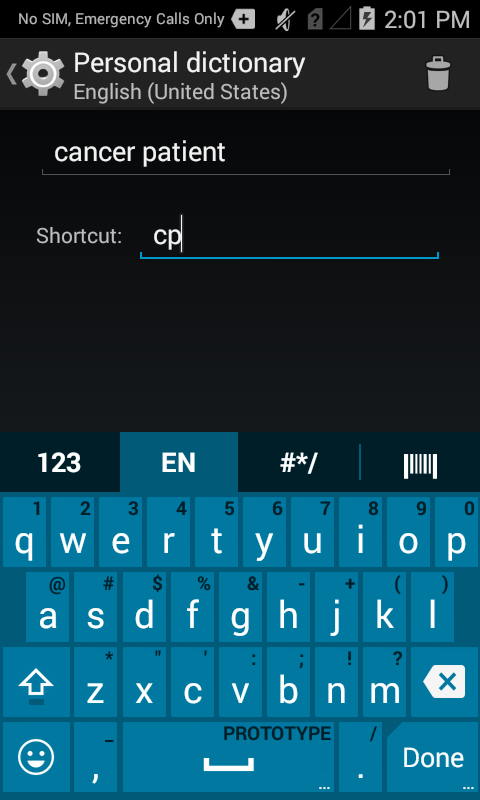 No SIM, Emergency Calls Only 2:01 PM
Personal dictionary
English (United States)
cancer patient
Shortcut: cp
123 EN #*/
1 2 3 4 5 6 7 8 9 0
q w e r t y u i o p
@ # $ % & - + ( )
a s d f g h j k l
* " ' : ; ! ?
z x c v b n m
_ PROTOTYPE /
, ... . Done ...